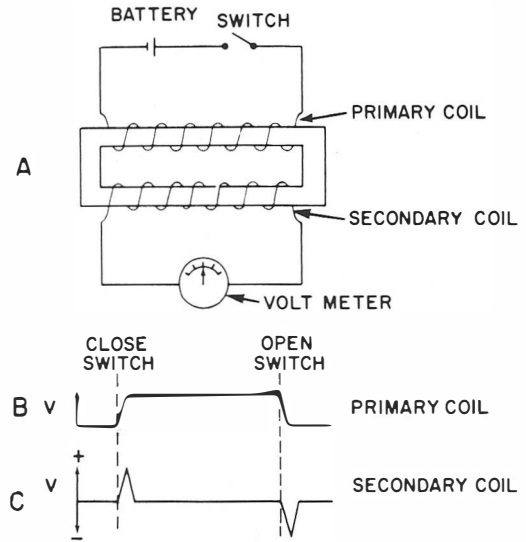 BATTERY
SWITCH
PRIMARY COIL
A
SECONDARY COIL
VOLT METER
CLOSE
SWITCH
OPEN
SWITCH
B V PRIMARY COIL
+
C V SECONDARY COIL
-